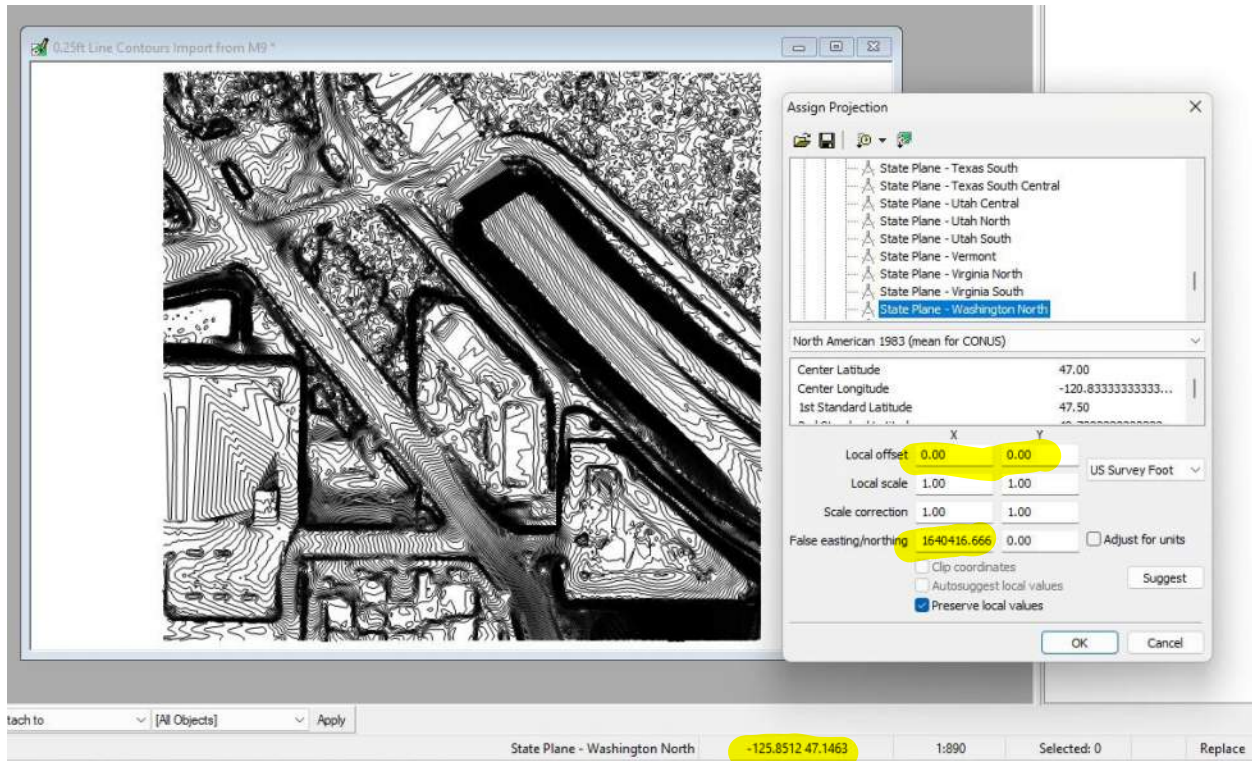 0.25ft Line Contours Import from M9 *
Assign Projection
State Plane - Texas South
State Plane - Texas South Central
State Plane - Utah Central
State Plane - Utah North
State Plane - Utah South
State Plane - Vermont
State Plane - Virginia North
State Plane - Virginia South
State Plane - Washington North
North American 1983 (mean for CONUS)
Center Latitude 47.00
Center Longitude -120.83333333333...
1st Standard Latitude 47.50
X Y
Local offset 0.00 0.00 US Survey Foot
Local scale 1.00 1.00
Scale correction 1.00 1.00
False easting/northing 1640416.666 0.00 Adjust for units
Clip coordinates
Autosuggest local values Suggest
Preserve local values
OK Cancel
tach to [All Objects] Apply
State Plane - Washington North -125.8512 47.1463 1:890 Selected: 0 Replace